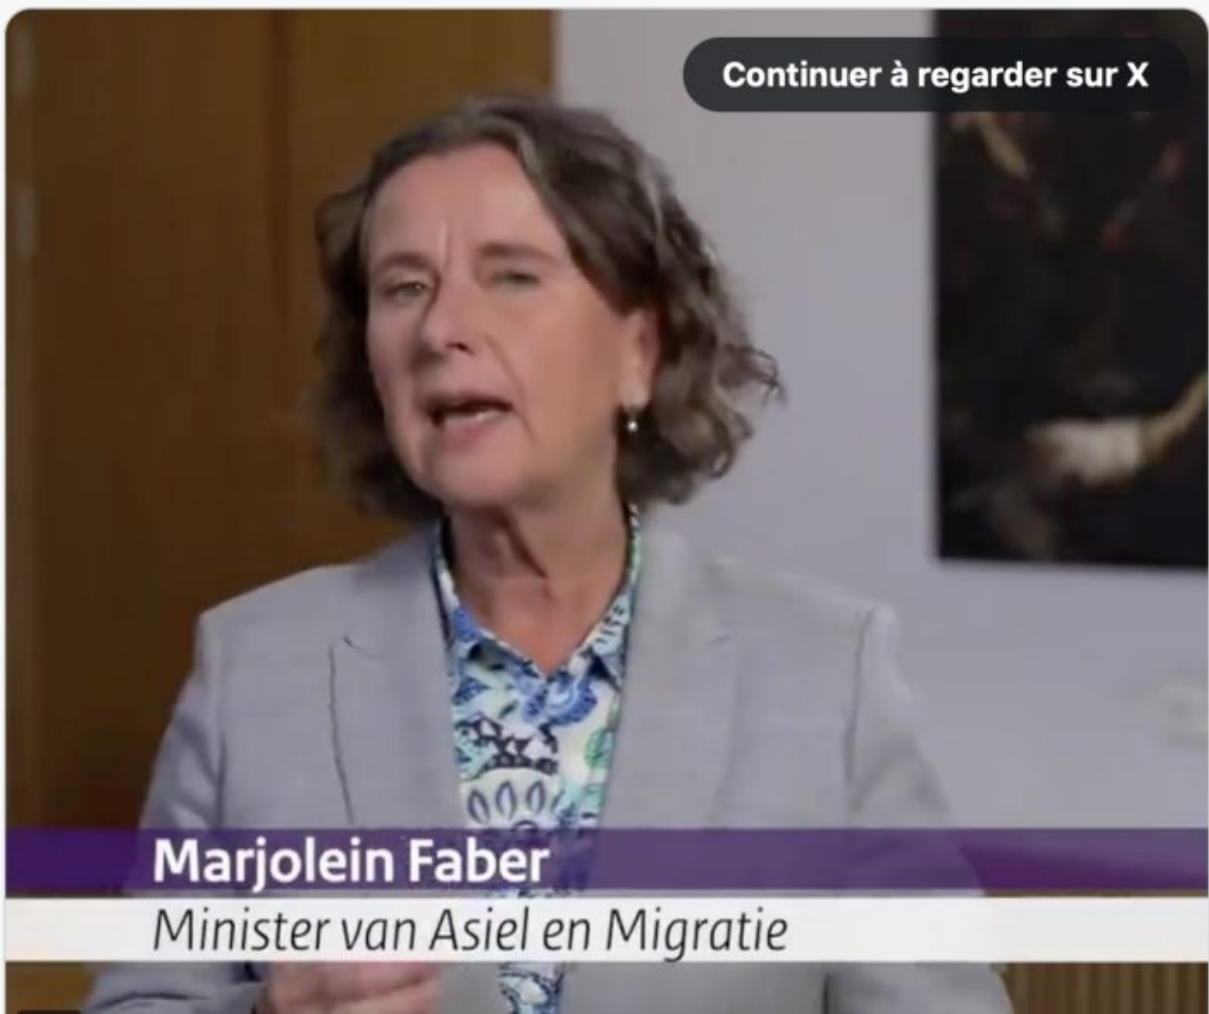 Continuer à regarder sur X
Marjolein Faber
Minister van Asiel en Migratie